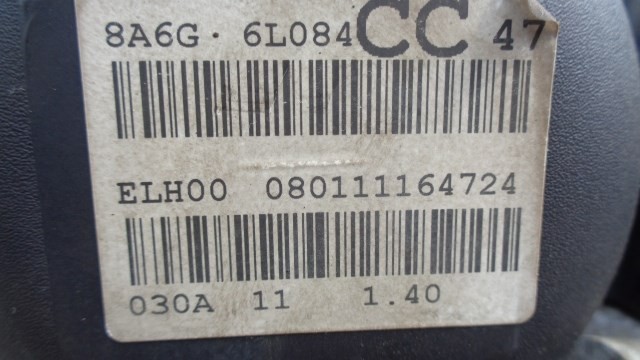 8A6G · 6L084 CC 47
ELH00 080111164724
030A 11 1.40